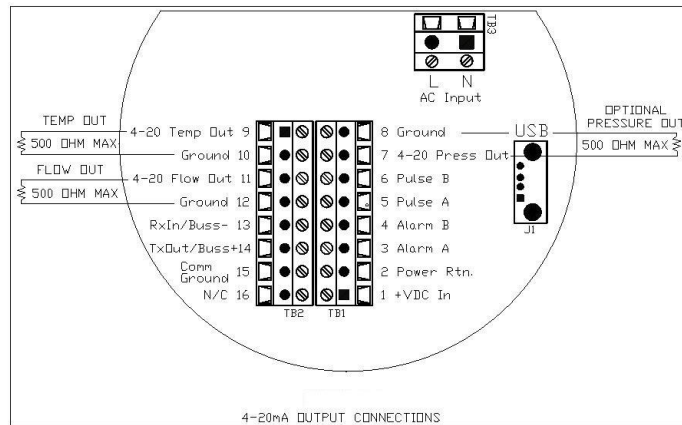 TB3
L N
AC Input
TEMP OUT
500 OHM MAX
FLOW OUT
500 OHM MAX
4-20 Temp Out 9
Ground 10
4-20 Flow Out 11
Ground 12
RxIn/Buss- 13
TxOut/Buss+14
Comm Ground 15
N/C 16
TB2 TB1
8 Ground
7 4-20 Press Out
6 Pulse B
5 Pulse A
4 Alarm B
3 Alarm A
2 Power Rtn.
1 +VDC In
USB
J1
OPTIONAL
PRESSURE OUT
500 OHM MAX
4-20mA OUTPUT CONNECTIONS